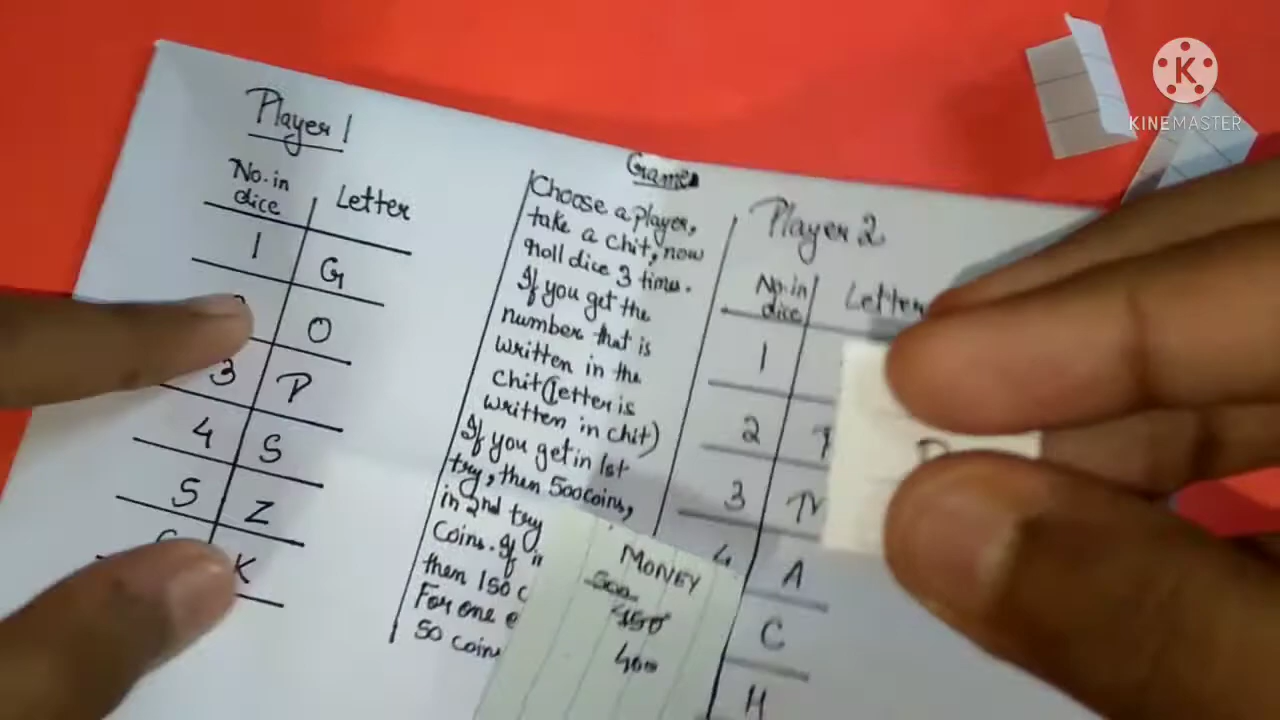 KINEMASTER
Player 1
No. in dice
Letter
1 G
O
3 P
4 S
5 Z
K
Game
Choose a player,
take a chit, now
roll dice 3 times.
If you get the
number that is
written in the
chit (letter is
written in chit)
If you get in 1st
try, then 500 coins,
in 2nd try
coins. If
then 150
For one
50 coins
Player 2
No. in dice
Letter
1
2
3
4 A
C
H
MONEY
500
450
400